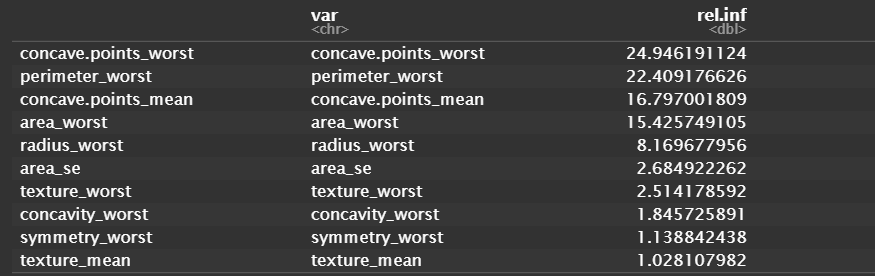 var rel.inf
<chr> <dbl>
concave.points_worst concave.points_worst 24.946191124
perimeter_worst perimeter_worst 22.409176626
concave.points_mean concave.points_mean 16.797001809
area_worst area_worst 15.425749105
radius_worst radius_worst 8.169677956
area_se area_se 2.684922262
texture_worst texture_worst 2.514178592
concavity_worst concavity_worst 1.845725891
symmetry_worst symmetry_worst 1.138842438
texture_mean texture_mean 1.028107982